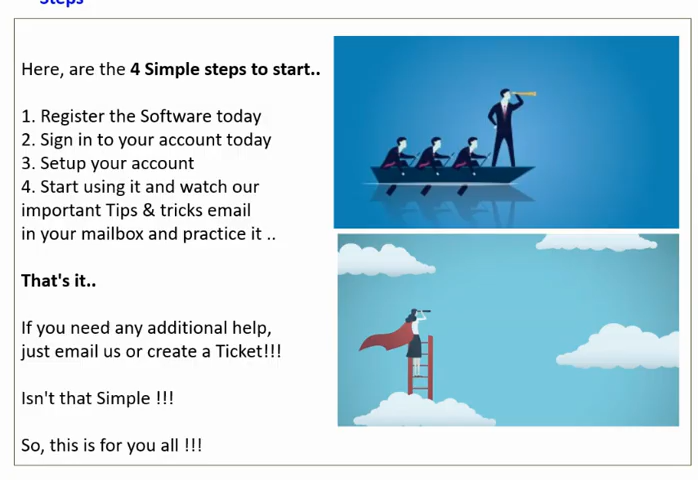 Steps
Here, are the 4 Simple steps to start..
1. Register the Software today
2. Sign in to your account today
3. Setup your account
4. Start using it and watch our
important Tips & tricks email
in your mailbox and practice it ..
That's it..
If you need any additional help,
just email us or create a Ticket!!!
Isn't that Simple !!!
So, this is for you all !!!